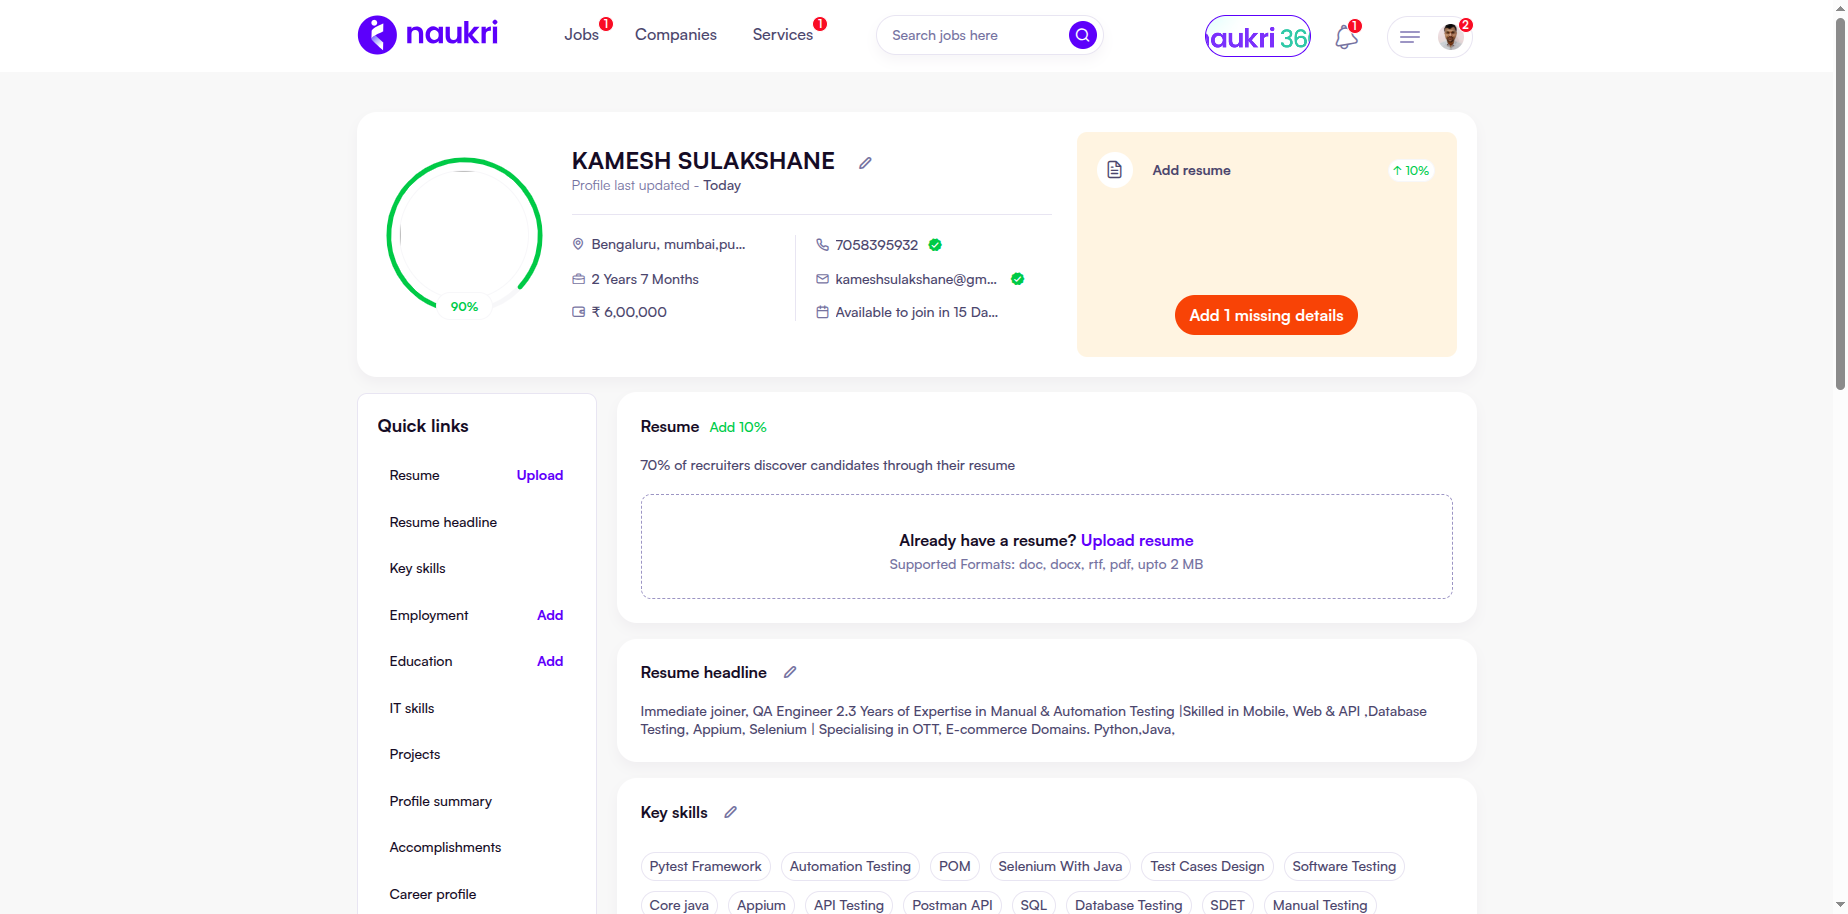 naukri
Jobs 1
Companies
Services 1
Search jobs here
aukri 36
1
2
KAMESH SULAKSHANE
Profile last updated - Today
Bengaluru, mumbai,pu...
2 Years 7 Months
₹ 6,00,000
7058395932
kameshsulakshane@gm...
Available to join in 15 Da...
90%
Add resume
↑ 10%
Add 1 missing details
Quick links
Resume Upload
Resume headline
Key skills
Employment Add
Education Add
IT skills
Projects
Profile summary
Accomplishments
Career profile
Resume Add 10%
70% of recruiters discover candidates through their resume
Already have a resume? Upload resume
Supported Formats: doc, docx, rtf, pdf, upto 2 MB
Resume headline
Immediate joiner, QA Engineer 2.3 Years of Expertise in Manual & Automation Testing |Skilled in Mobile, Web & API ,Database
Testing, Appium, Selenium | Specialising in OTT, E-commerce Domains. Python,Java,
Key skills
Pytest Framework Automation Testing POM Selenium With Java Test Cases Design Software Testing
Core java Appium API Testing Postman API SQL Database Testing SDET Manual Testing